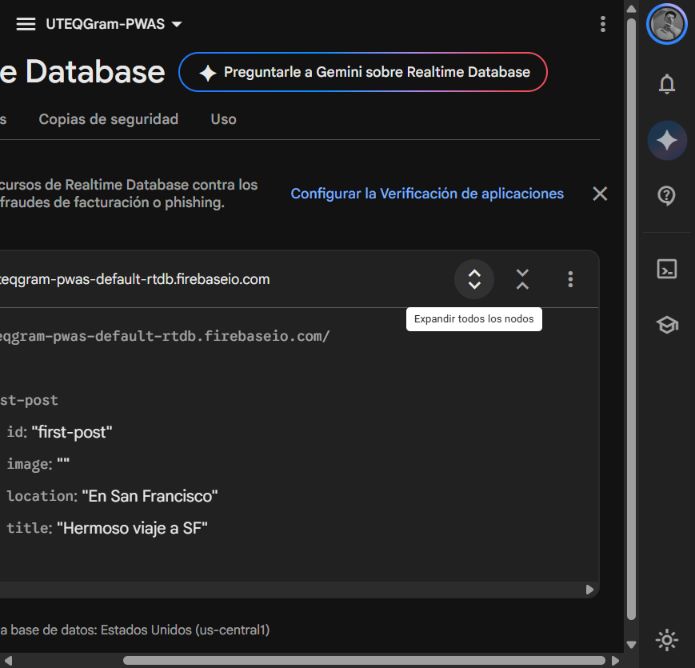 UTEQGram-PWAS
e Database
Preguntarle a Gemini sobre Realtime Database
s
Copias de seguridad
Uso
cursos de Realtime Database contra los
fraudes de facturación o phishing.
Configurar la Verificación de aplicaciones
teqgram-pwas-default-rtdb.firebaseio.com
Expandir todos los nodos
eqgram-pwas-default-rtdb.firebaseio.com/
st-post
id: "first-post"
image: ""
location: "En San Francisco"
title: "Hermoso viaje a SF"
a base de datos: Estados Unidos (us-central1)